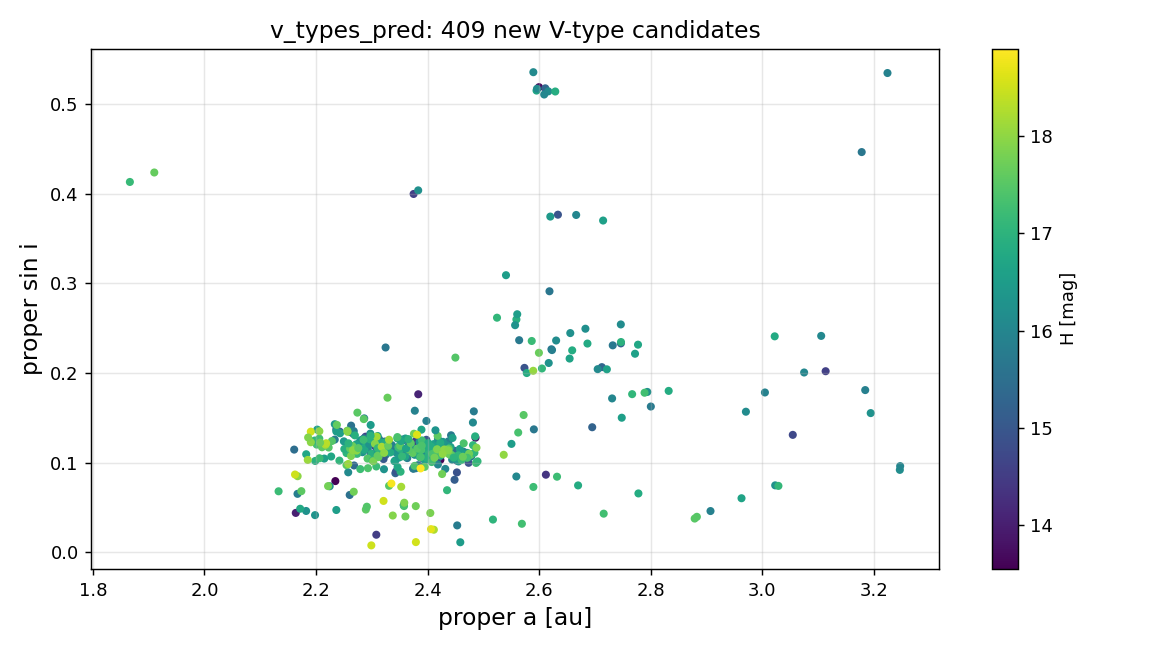 v_types_pred: 409 new V-type candidates
proper sin i
0.5
0.4
0.3
0.2
0.1
0.0
1.8 2.0 2.2 2.4 2.6 2.8 3.0 3.2
proper a [au]
18
17
16
15
14
H [mag]